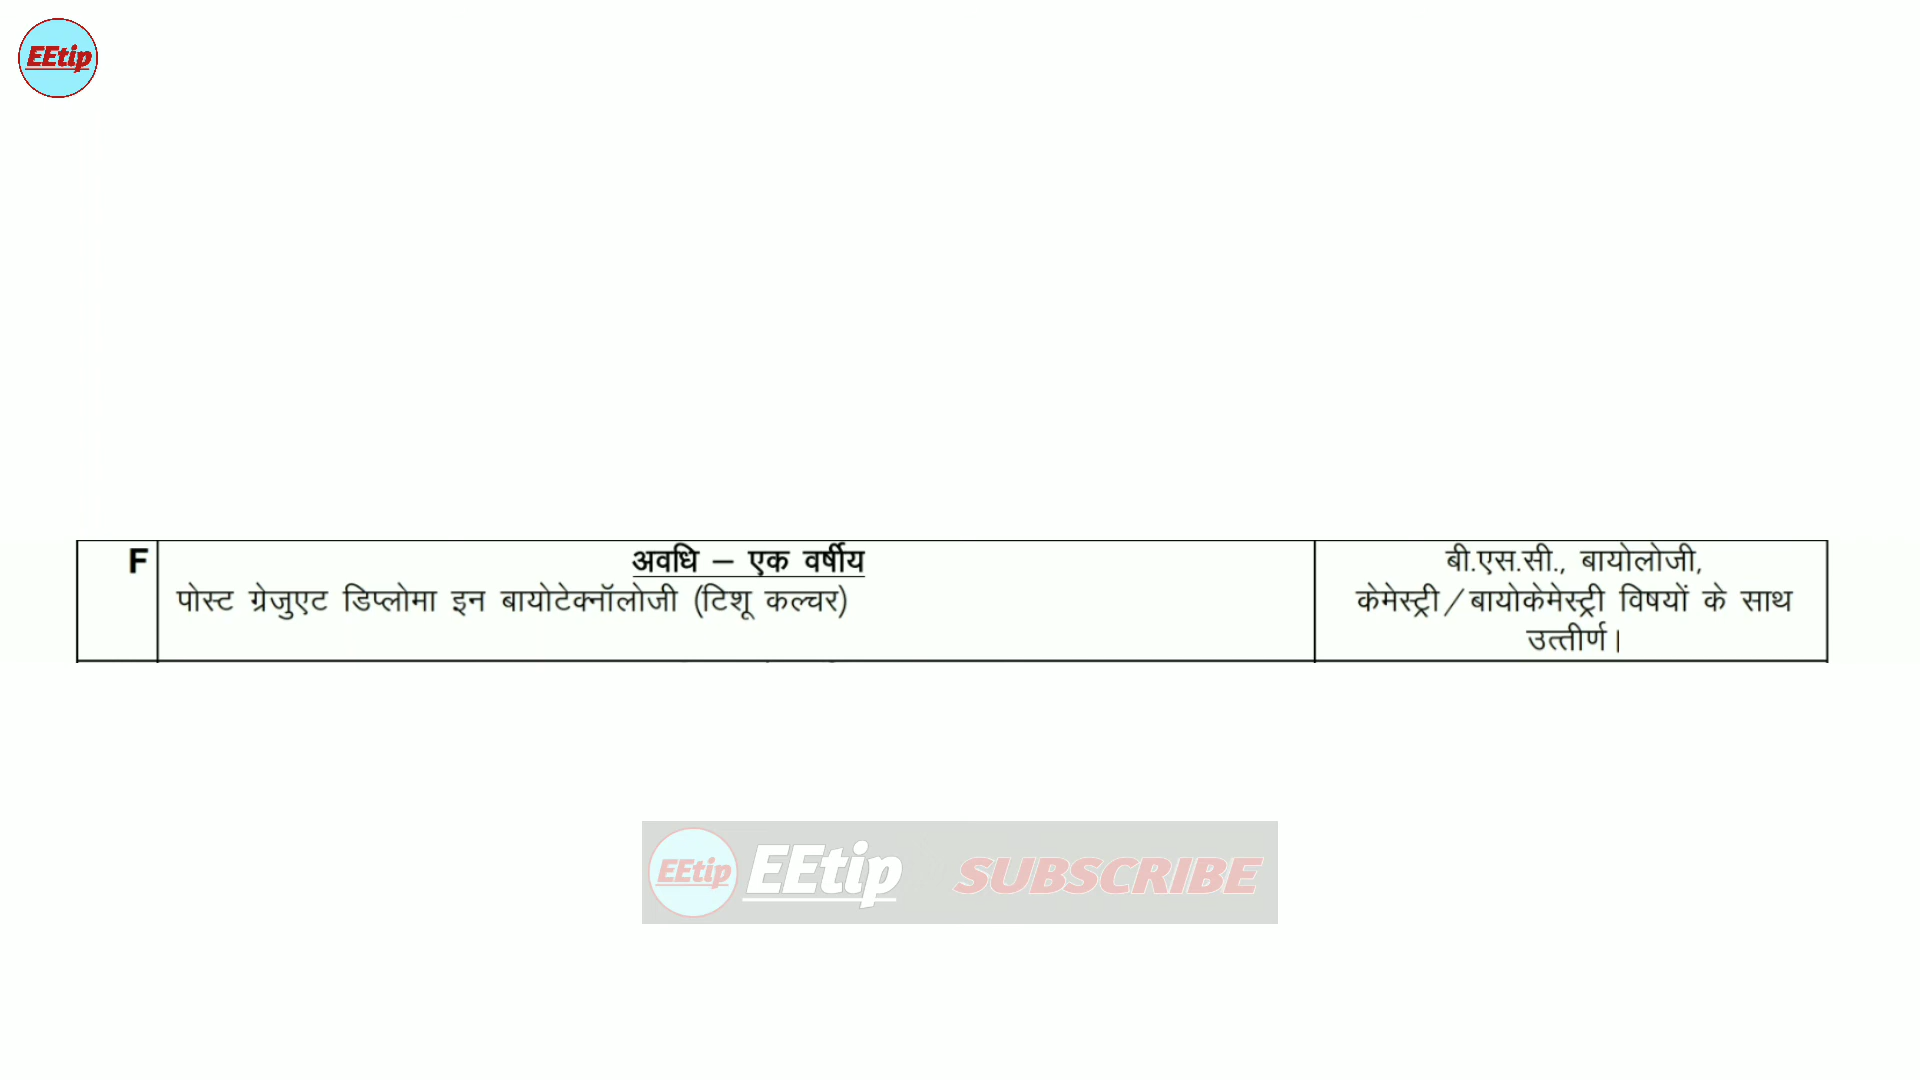 EEtip
F
अवधि – एक वर्षीय
पोस्ट ग्रेजुएट डिप्लोमा इन बायोटेक्नॉलोजी (टिशू कल्चर)
बी.एस.सी., बायोलोजी,
केमेस्ट्री/बायोकेमेस्ट्री विषयों के साथ
उत्तीर्ण।
EEtip EEtip SUBSCRIBE